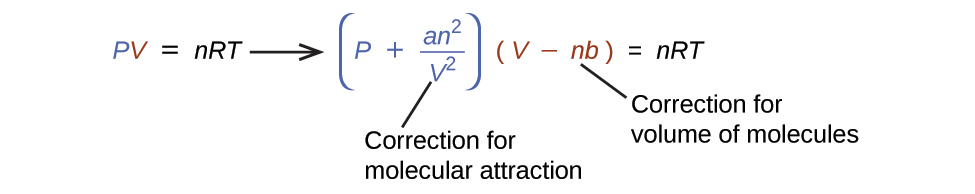 PV = nRT ⟶ (P + an²/V²) (V − nb) = nRT
Correction for
molecular attraction
Correction for
volume of molecules